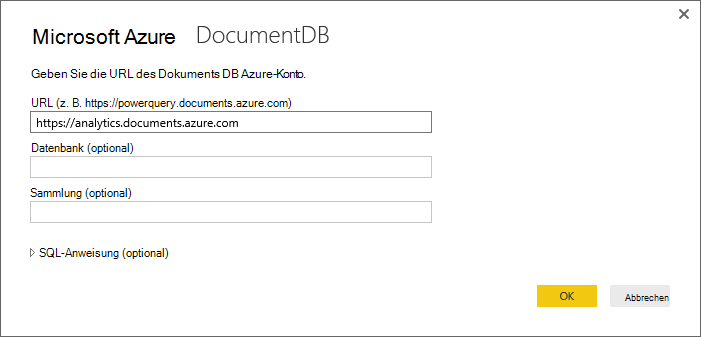 Microsoft Azure DocumentDB
Geben Sie die URL des Dokuments DB Azure-Konto.
URL (z. B. https://powerquery.documents.azure.com)
https://analytics.documents.azure.com
Datenbank (optional)
Sammlung (optional)
SQL-Anweisung (optional)
OK Abbrechen